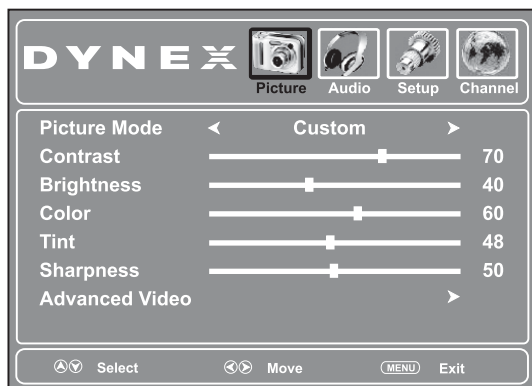 DYNEX
Picture Audio Setup Channel
Picture Mode Custom
Contrast 70
Brightness 40
Color 60
Tint 48
Sharpness 50
Advanced Video
Select Move MENU Exit